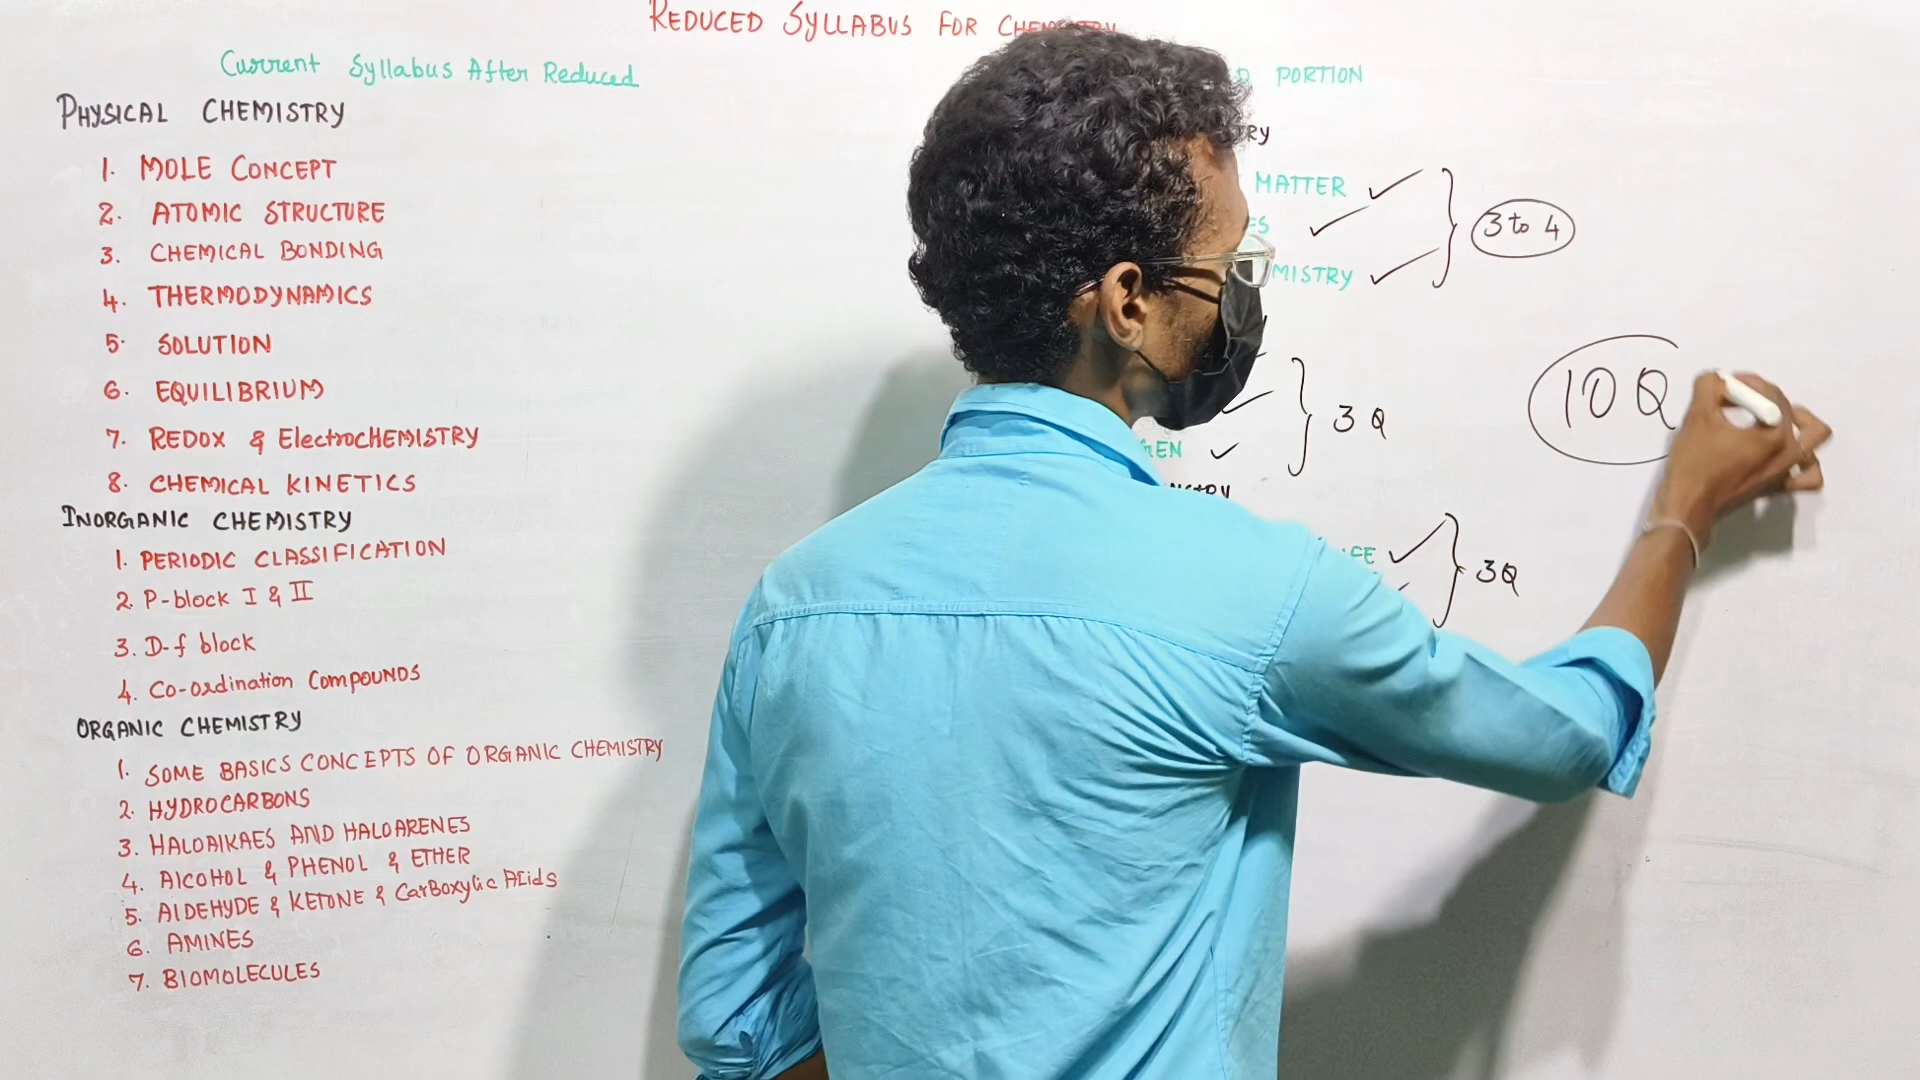 REDUCED SYLLABUS FOR CHEMISTRY
Current Syllabus After Reduced
PHYSICAL CHEMISTRY
1. MOLE CONCEPT
2. ATOMIC STRUCTURE
3. CHEMICAL BONDING
4. THERMODYNAMICS
5. SOLUTION
6. EQUILIBRIUM
7. REDOX & ElectroCHEMISTRY
8. CHEMICAL KINETICS
INORGANIC CHEMISTRY
1. PERIODIC CLASSIFICATION
2. P-block I & II
3. D-f block
4. Co-ordination COMPOUNDS
ORGANIC CHEMISTRY
1. SOME BASICS CONCEPTS OF ORGANIC CHEMISTRY
2. HYDROCARBONS
3. HALOAlKAES AND HALOARENES
4. AlCOHOL & PHENOL & ETHER
5. AlDEHYDE & KETONE & CarBoxylic ACids
6. AMINES
7. BIOMOLECULES
PORTION
MATTER
3 to 4
MISTRY
3 Q
GEN
3Q
10 Q